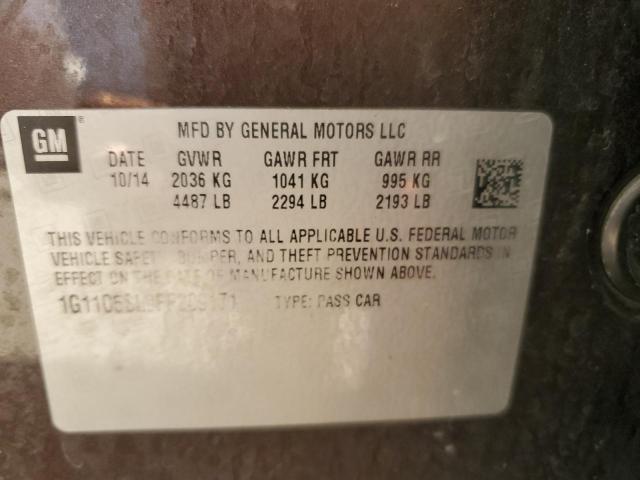 GM
MFD BY GENERAL MOTORS LLC
DATE GVWR GAWR FRT GAWR RR
10/14 2036 KG 1041 KG 995 KG
4487 LB 2294 LB 2193 LB
THIS VEHICLE CONFORMS TO ALL APPLICABLE U.S. FEDERAL MOTOR
VEHICLE SAFETY, BUMPER, AND THEFT PREVENTION STANDARDS IN
EFFECT ON THE DATE OF MANUFACTURE SHOWN ABOVE.
TYPE: PASS CAR